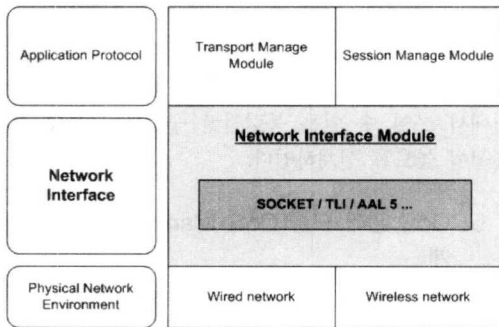 Application Protocol
Transport Manage
Module
Session Manage Module
Network
Interface
Network Interface Module
SOCKET / TLI / AAL 5 ...
Physical Network
Environment
Wired network
Wireless network